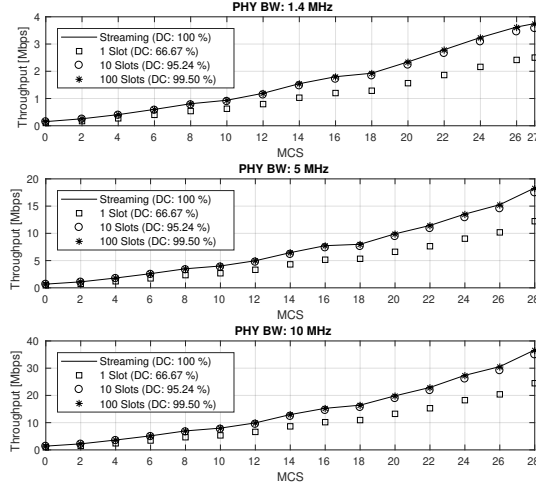 PHY BW: 1.4 MHz
Throughput [Mbps]
4
3
2
1
0
Streaming (DC: 100 %)
1 Slot (DC: 66.67 %)
10 Slots (DC: 95.24 %)
100 Slots (DC: 99.50 %)
0 2 4 6 8 10 12 14 16 18 20 22 24 26 27
MCS
PHY BW: 5 MHz
Throughput [Mbps]
20
15
10
5
0
Streaming (DC: 100 %)
1 Slot (DC: 66.67 %)
10 Slots (DC: 95.24 %)
100 Slots (DC: 99.50 %)
0 2 4 6 8 10 12 14 16 18 20 22 24 26 28
MCS
PHY BW: 10 MHz
Throughput [Mbps]
40
30
20
10
0
Streaming (DC: 100 %)
1 Slot (DC: 66.67 %)
10 Slots (DC: 95.24 %)
100 Slots (DC: 99.50 %)
0 2 4 6 8 10 12 14 16 18 20 22 24 26 28
MCS